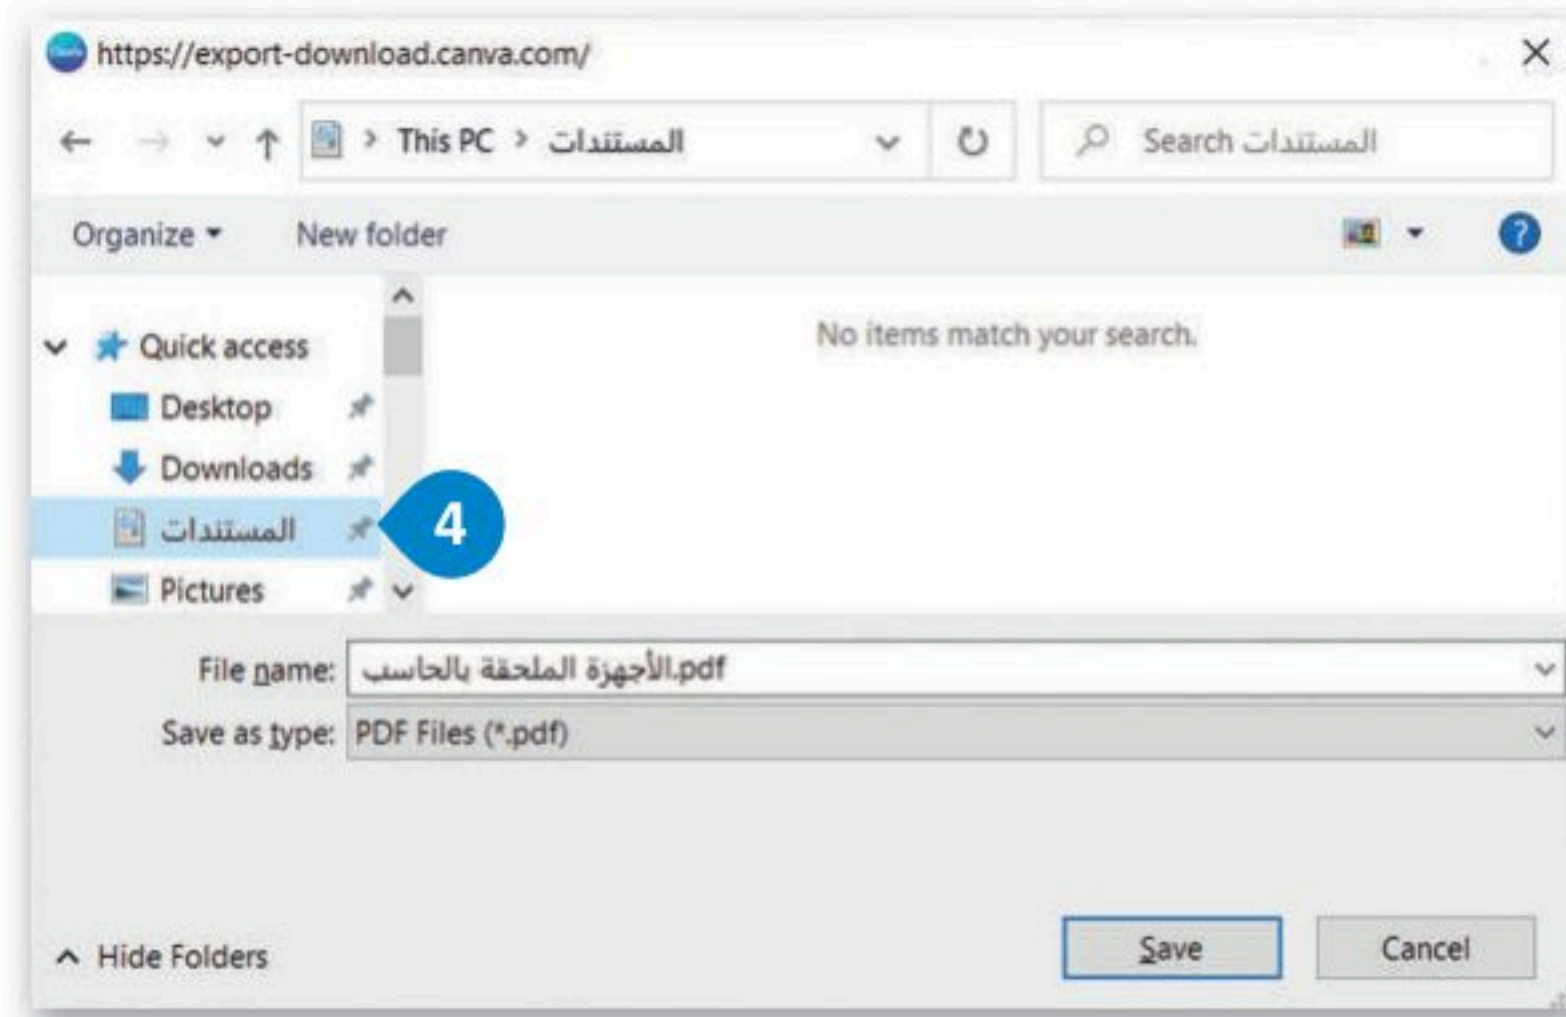 https://export-download.canva.com/
This PC > المستندات
Search المستندات
Organize
New folder
?
Quick access
No items match your search.
Desktop
Downloads
المستندات
4
Pictures
File name: الأجهزة الملحقة بالحاسب.pdf
Save as type: PDF Files (*.pdf)
Hide Folders
Save
Cancel